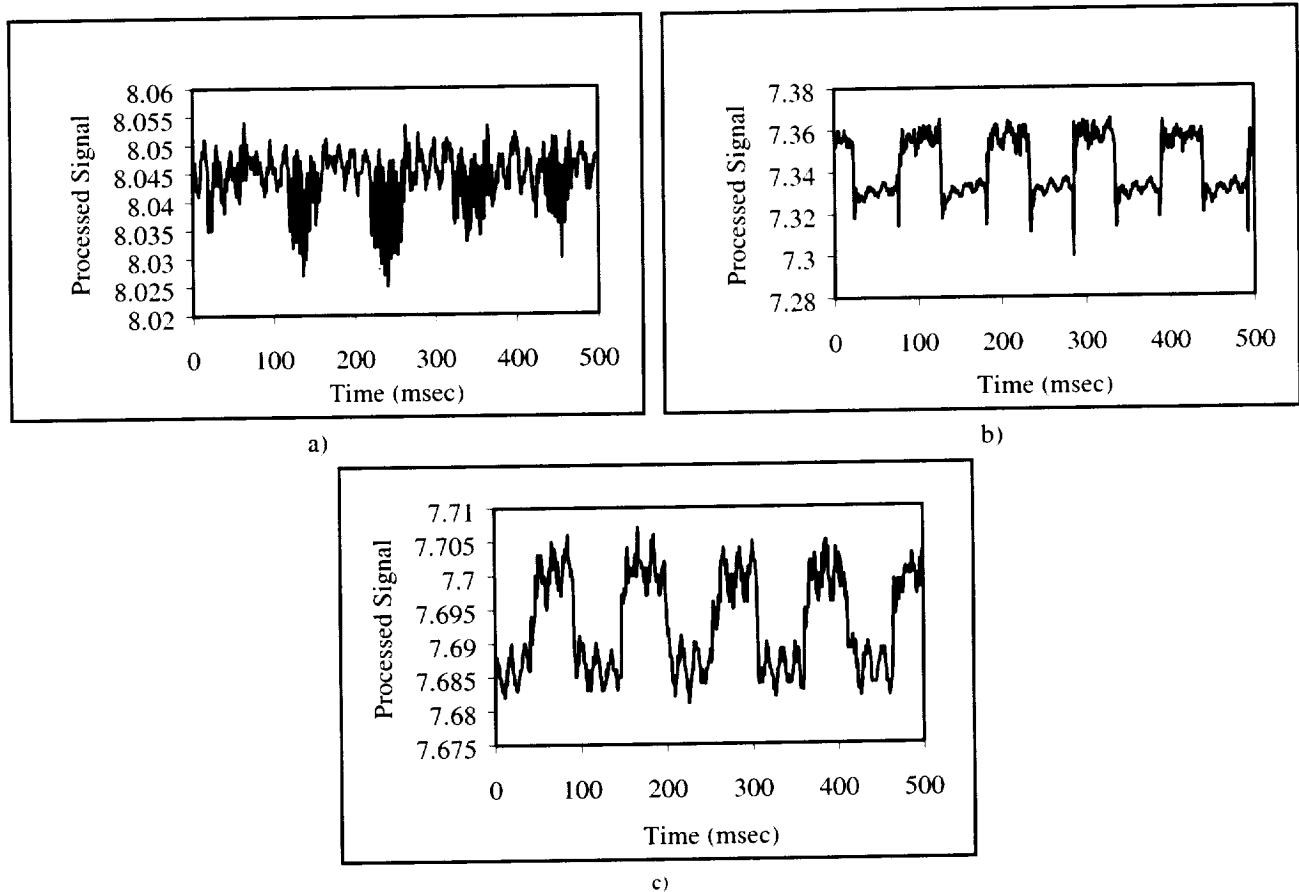 8.06
8.055
8.05
8.045
8.04
8.035
8.03
8.025
8.02
Processed Signal
0 100 200 300 400 500
Time (msec)
a)
7.38
7.36
7.34
7.33
7.32
7.3
7.28
Processed Signal
0 100 200 300 400 500
Time (msec)
b)
7.71
7.705
7.7
7.695
7.69
7.685
7.68
7.675
Processed Signal
0 100 200 300 400 500
Time (msec)
c)